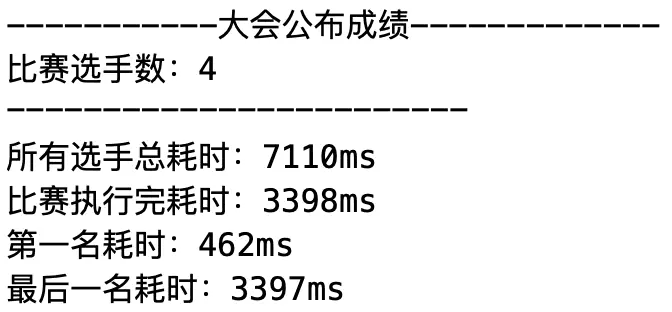 -----------大会公布成绩-------------
比赛选手数：4
------------------------
所有选手总耗时：7110ms
比赛执行完耗时：3398ms
第一名耗时：462ms
最后一名耗时：3397ms